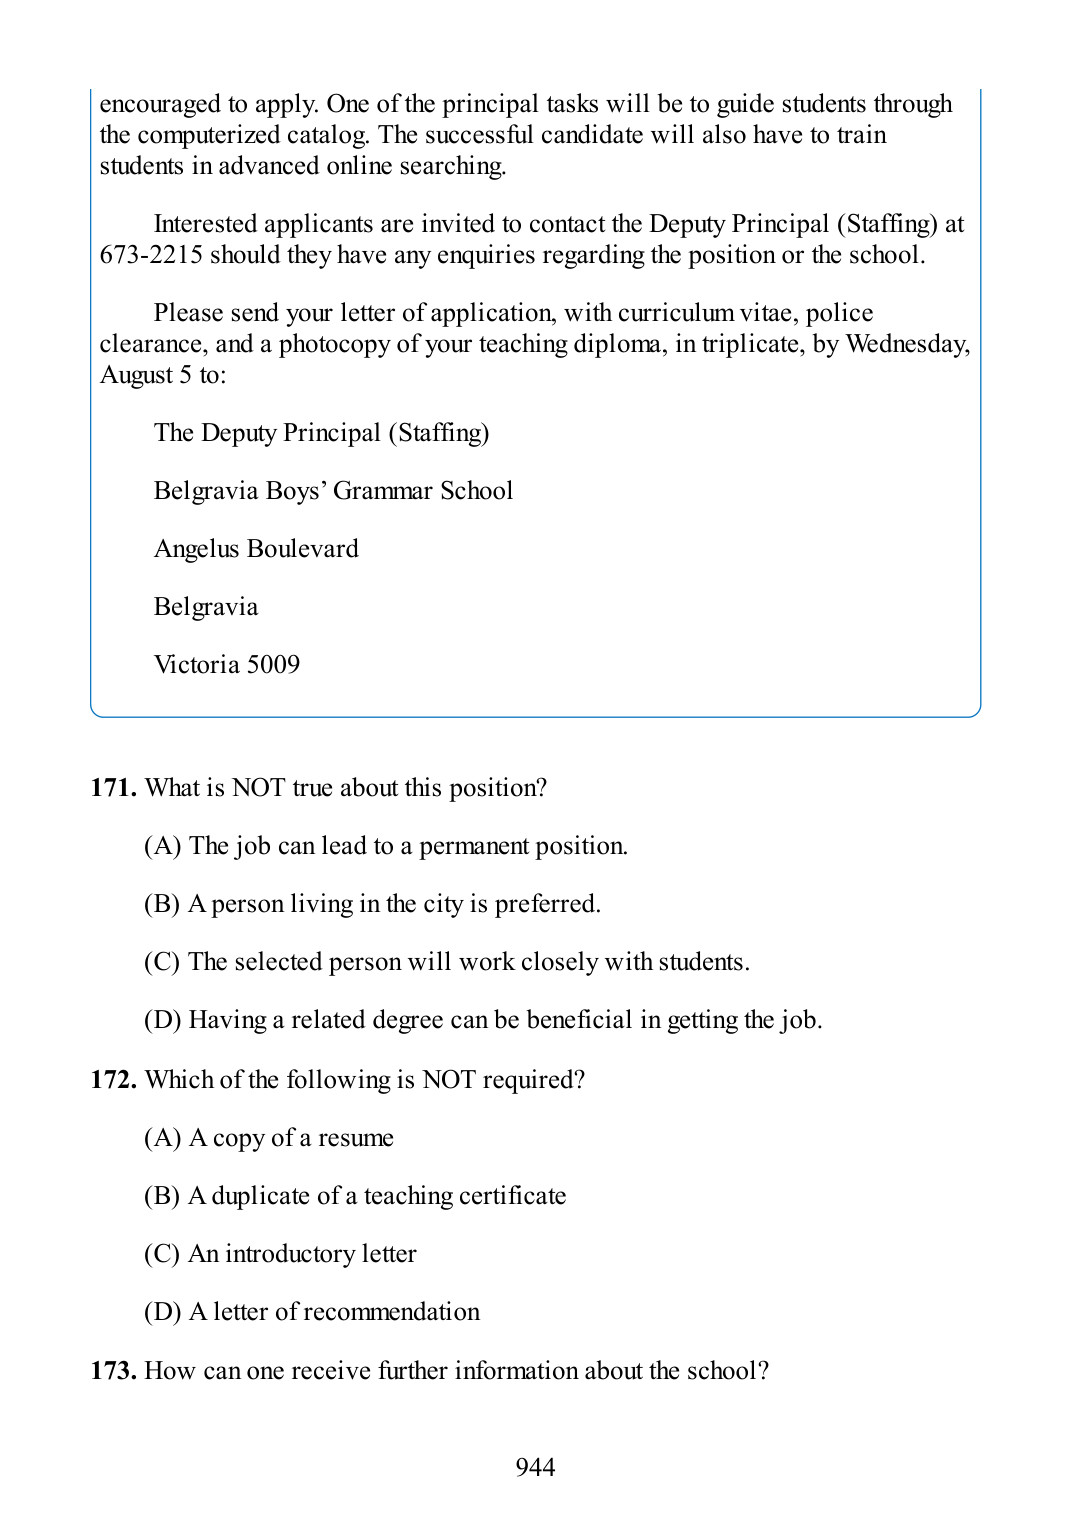 encouraged to apply. One of the principal tasks will be to guide students through
the computerized catalog. The successful candidate will also have to train
students in advanced online searching.
Interested applicants are invited to contact the Deputy Principal (Staffing) at
673-2215 should they have any enquiries regarding the position or the school.
Please send your letter of application, with curriculum vitae, police
clearance, and a photocopy of your teaching diploma, in triplicate, by Wednesday,
August 5 to:
The Deputy Principal (Staffing)
Belgravia Boys’ Grammar School
Angelus Boulevard
Belgravia
Victoria 5009
171. What is NOT true about this position?
(A) The job can lead to a permanent position.
(B) A person living in the city is preferred.
(C) The selected person will work closely with students.
(D) Having a related degree can be beneficial in getting the job.
172. Which of the following is NOT required?
(A) A copy of a resume
(B) A duplicate of a teaching certificate
(C) An introductory letter
(D) A letter of recommendation
173. How can one receive further information about the school?
944